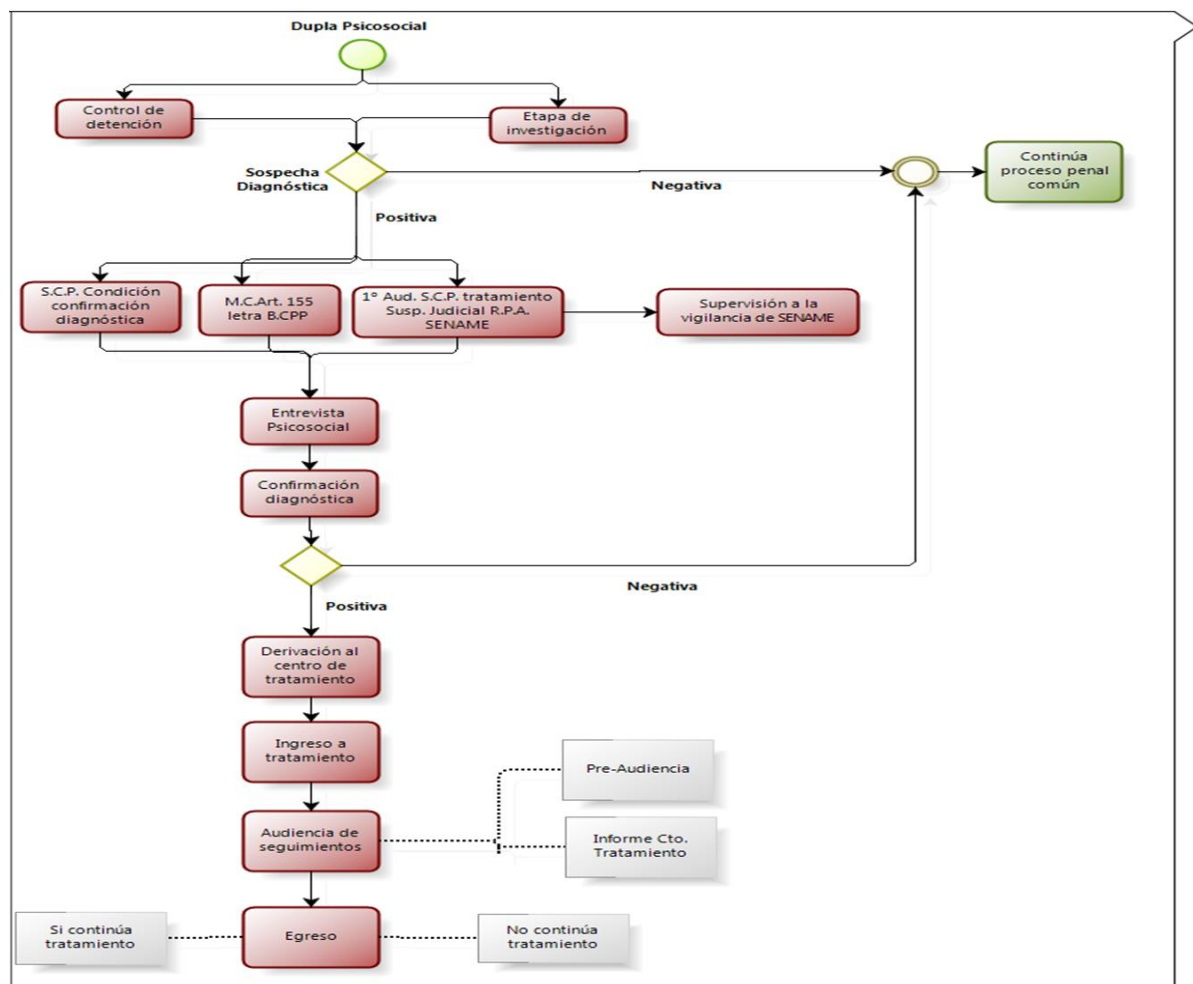 Dupla Psicosocial
Control de
detención
Etapa de
investigación
Sospecha
Diagnóstica
Negativa
Continúa
proceso penal
común
Positiva
S.C.P. Condición
confirmación
diagnóstica
M.C.Art. 155
letra B.CPP
1° Aud. S.C.P. tratamiento
Susp. Judicial R.P.A.
SENAME
Supervisión a la
vigilancia de SENAME
Entrevista
Psicosocial
Confirmación
diagnóstica
Negativa
Positiva
Derivación al
centro de
tratamiento
Ingreso a
tratamiento
Pre-Audiencia
Audiencia de
seguimientos
Informe Cto.
Tratamiento
Si continúa
tratamiento
Egreso
No continúa
tratamiento